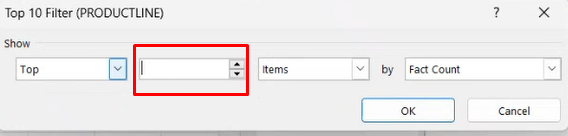 Top 10 Filter (PRODUCTLINE) ?
Show
Top Items by Fact Count
OK Cancel